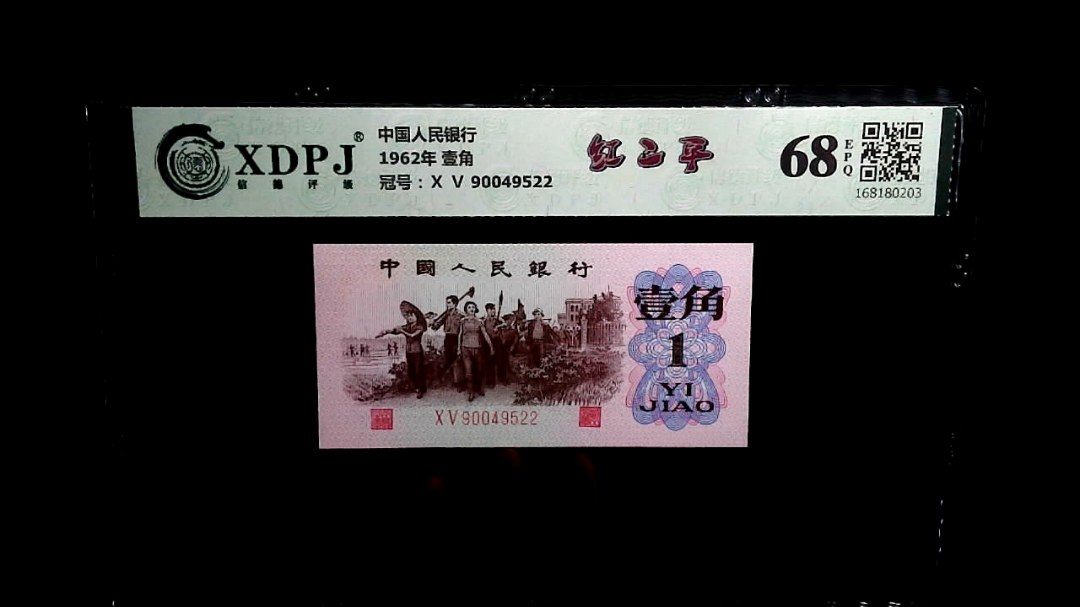 XDPJ®
信德评级
中国人民银行
1962年 壹角
冠号：X V 90049522
红二平
68
EPQ
168180203
中國人民銀行
壹角
1
YI
JIAO
X V 90049522